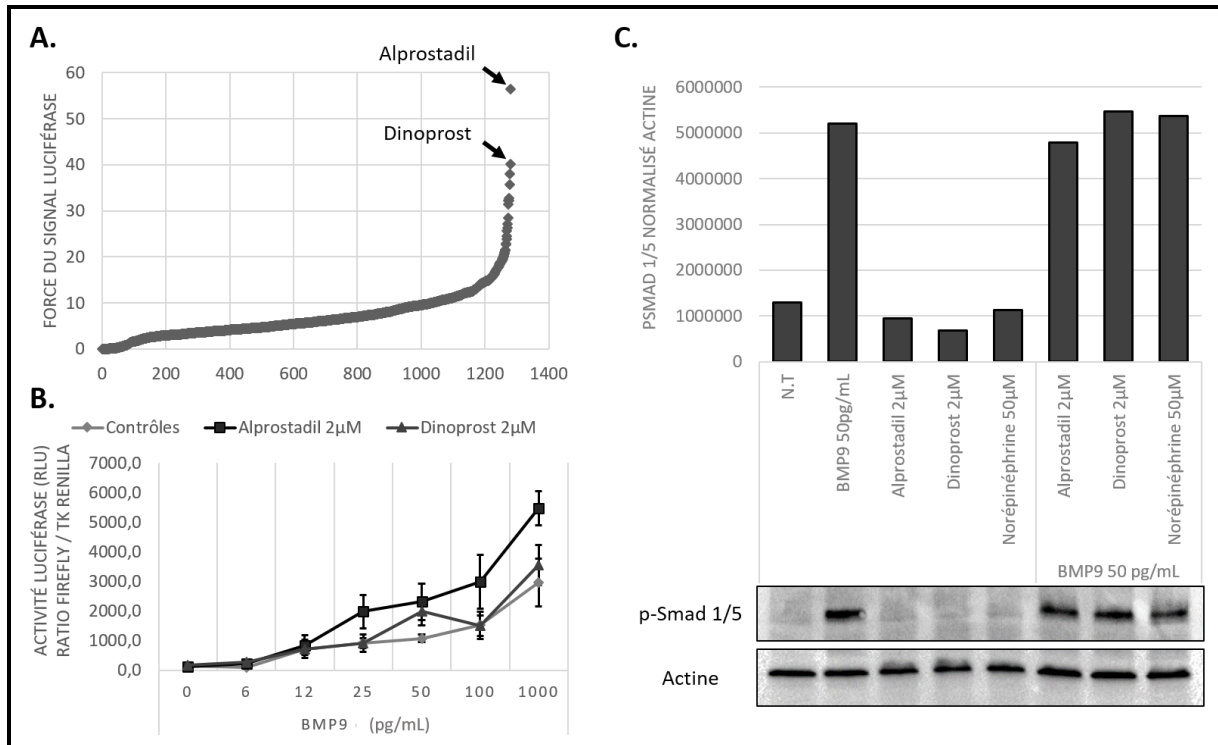 A.
Alprostadil
Dinoprost
FORCE DU SIGNAL LUCIFÉRASE
60
50
40
30
20
10
0
0 200 400 600 800 1000 1200 1400
B.
Contrôles Alprostadil 2µM Dinoprost 2µM
ACTIVITÉ LUCIFÉRASE (RLU)
RATIO FIREFLY / TK RENILLA
7000,0
6000,0
5000,0
4000,0
3000,0
2000,0
1000,0
0,0
0 6 12 25 50 100 1000
BMP9 (pg/mL)
C.
PSMAD 1/5 NORMALISÉ ACTINE
6000000
5000000
4000000
3000000
2000000
1000000
0
N.T
BMP9 50pg/mL
Alprostadil 2µM
Dinoprost 2µM
Norépinéphrine 50µM
Alprostadil 2µM
Dinoprost 2µM
Norépinéphrine 50µM
BMP9 50 pg/mL
p-Smad 1/5
Actine